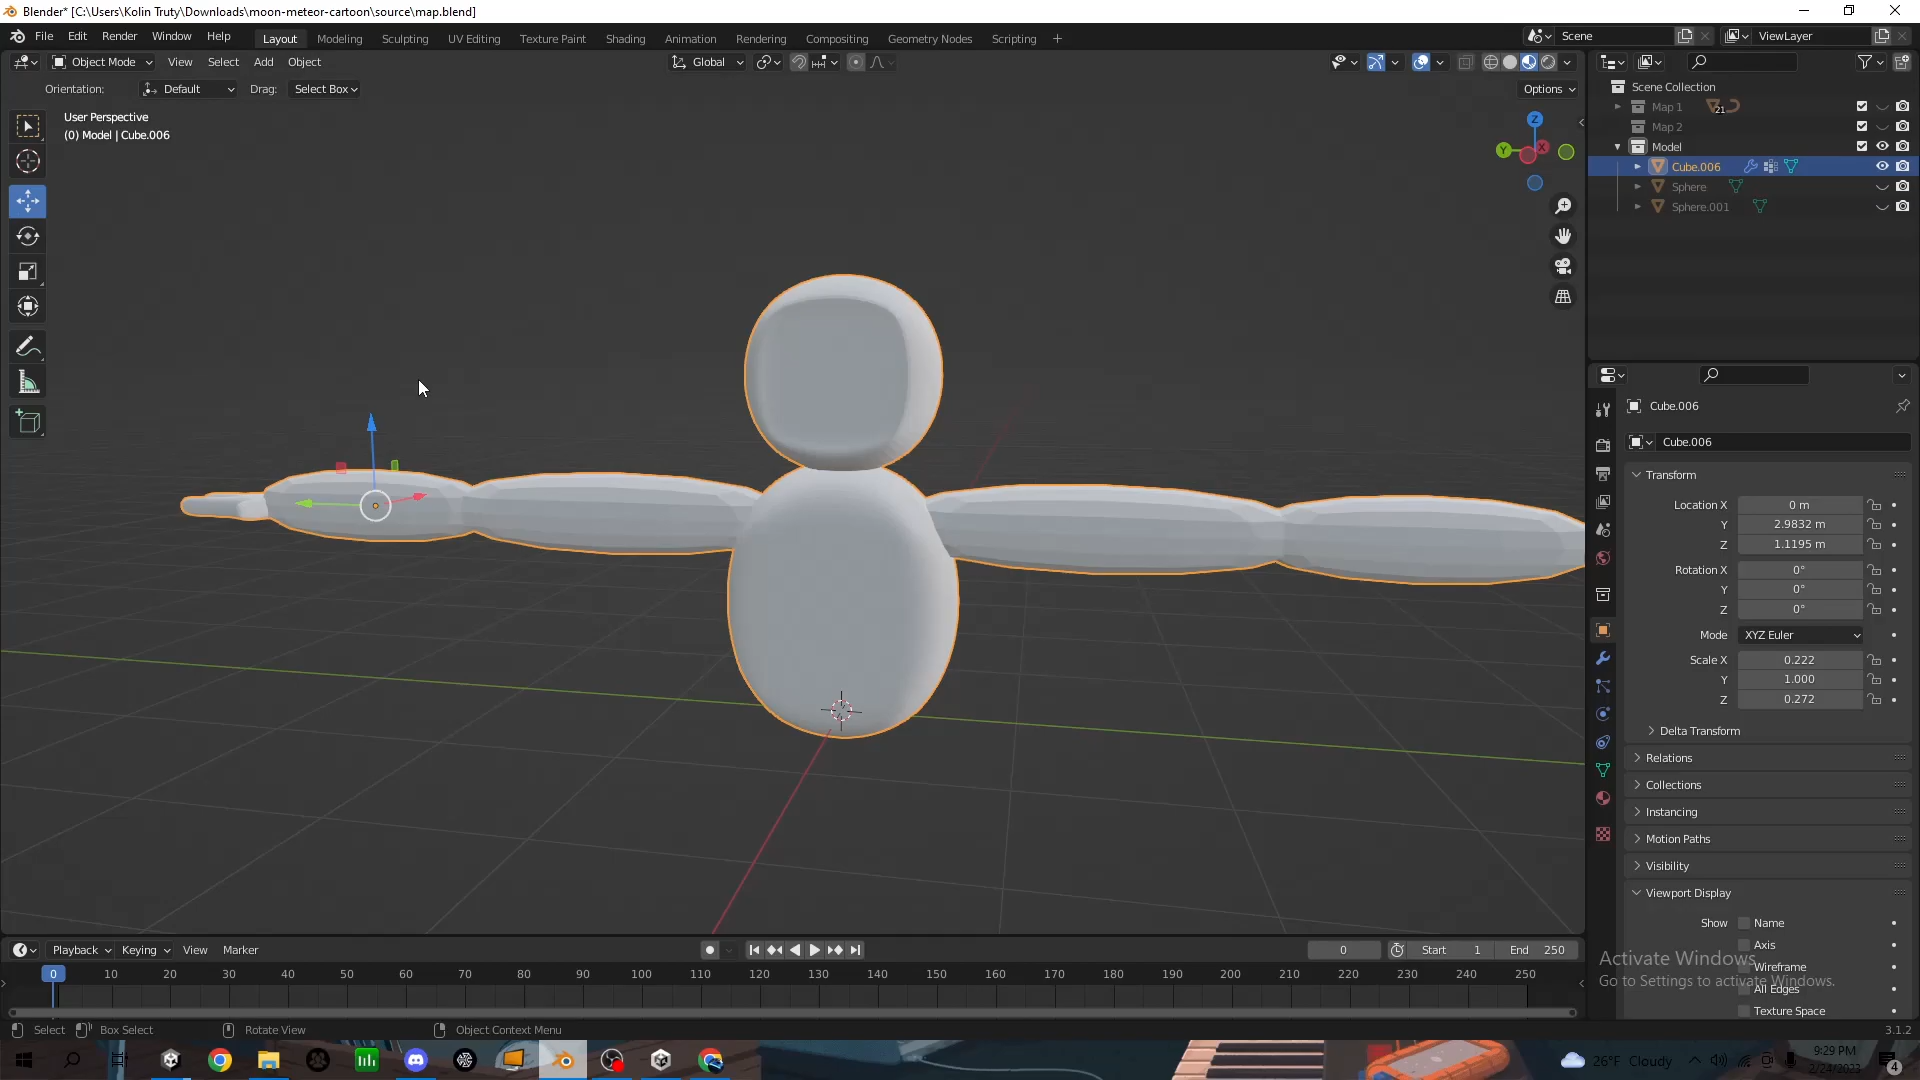 Blender* [C:\Users\Kolin Truty\Downloads\moon-meteor-cartoon\source\map.blend]
File Edit Render Window Help Layout Modeling Sculpting UV Editing Texture Paint Shading Animation Rendering Compositing Geometry Nodes Scripting + Scene ViewLayer
Object Mode View Select Add Object Global
Orientation: Default Drag: Select Box Options
User Perspective
(0) Model | Cube.006
Z
Y X
Scene Collection
Map 1 21
Map 2
Model
Cube.006
Sphere
Sphere.001
Cube.006
Cube.006
Transform
Location X 0 m
Y 2.9832 m
Z 1.1195 m
Rotation X 0°
Y 0°
Z 0°
Mode XYZ Euler
Scale X 0.222
Y 1.000
Z 0.272
Delta Transform
Relations
Collections
Instancing
Motion Paths
Visibility
Viewport Display
Show Name
Axis
Wireframe
All Edges
Texture Space
Activate Windows
Go to Settings to activate Windows.
Playback Keying View Marker 0 Start 1 End 250
0 10 20 30 40 50 60 70 80 90 100 110 120 130 140 150 160 170 180 190 200 210 220 230 240 250
Select Box Select Rotate View Object Context Menu 3.1.2
26°F Cloudy 9:29 PM
2/24/2023
4